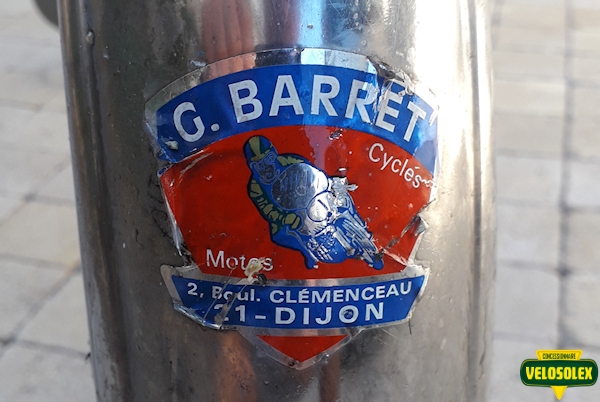 G. BARRET
Cycles
Motos
2, Boul. CLÉMENCEAU
21-DIJON
CONCESSIONNAIRE
VELOSOLEX